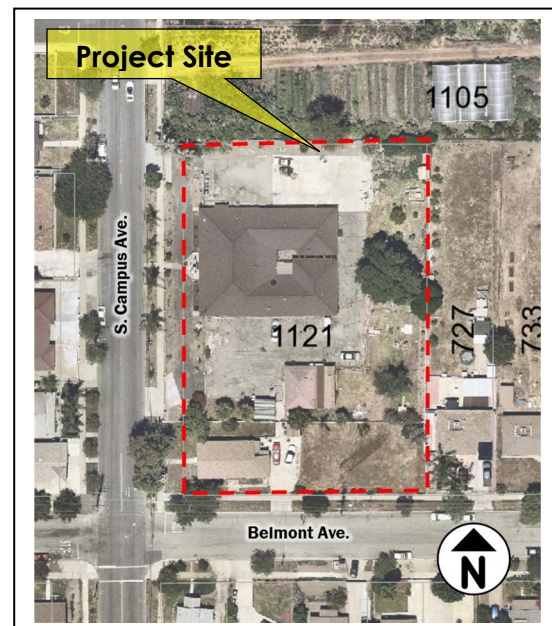 Project Site
1105
S. Campus Ave.
1121
727
733
Belmont Ave.
N